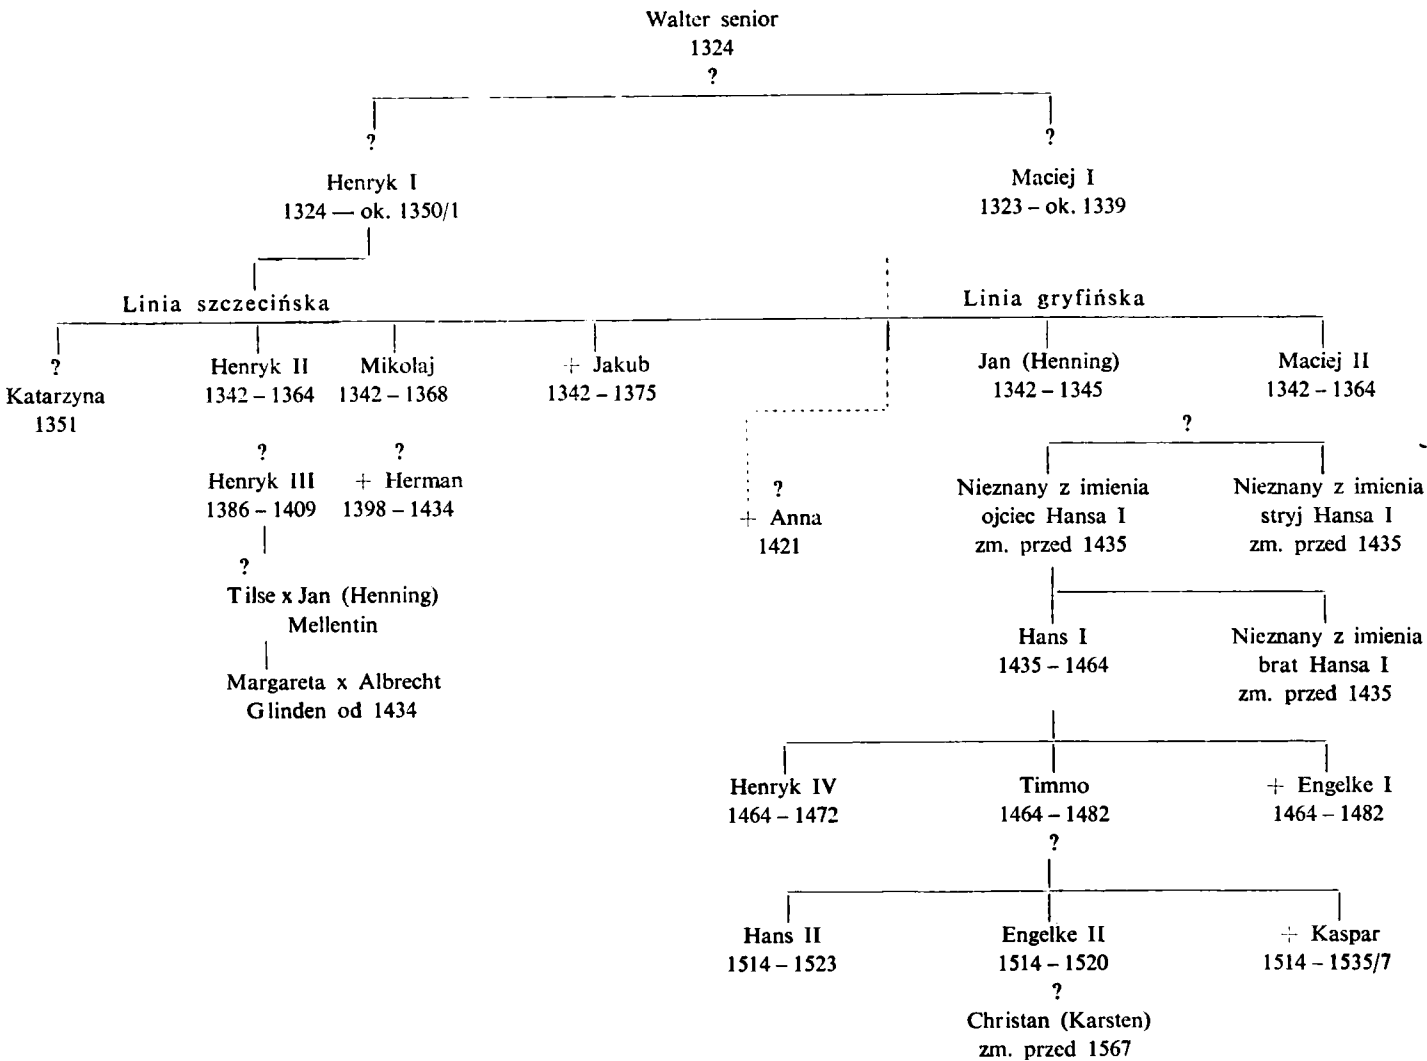 Walter senior
1324
?
? ?
Henryk I Maciej I
1324 — ok. 1350/1 1323 – ok. 1339
Linia szczecińska Linia gryfińska
? Henryk II Mikołaj + Jakub Jan (Henning) Maciej II
Katarzyna 1342 – 1364 1342 – 1368 1342 – 1375 1342 – 1345 1342 – 1364
1351
?
? ?
Henryk III + Herman ? Nieznany z imienia Nieznany z imienia
1386 – 1409 1398 – 1434 + Anna ojciec Hansa I stryj Hansa I
1421 zm. przed 1435 zm. przed 1435
?
Tilse x Jan (Henning)
Mellentin Hans I Nieznany z imienia
1435 – 1464 brat Hansa I
Margareta x Albrecht zm. przed 1435
Glinden od 1434
Henryk IV Timmo + Engelke I
1464 – 1472 1464 – 1482 1464 – 1482
?
Hans II Engelke II + Kaspar
1514 – 1523 1514 – 1520 1514 – 1535/7
?
Christan (Karsten)
zm. przed 1567